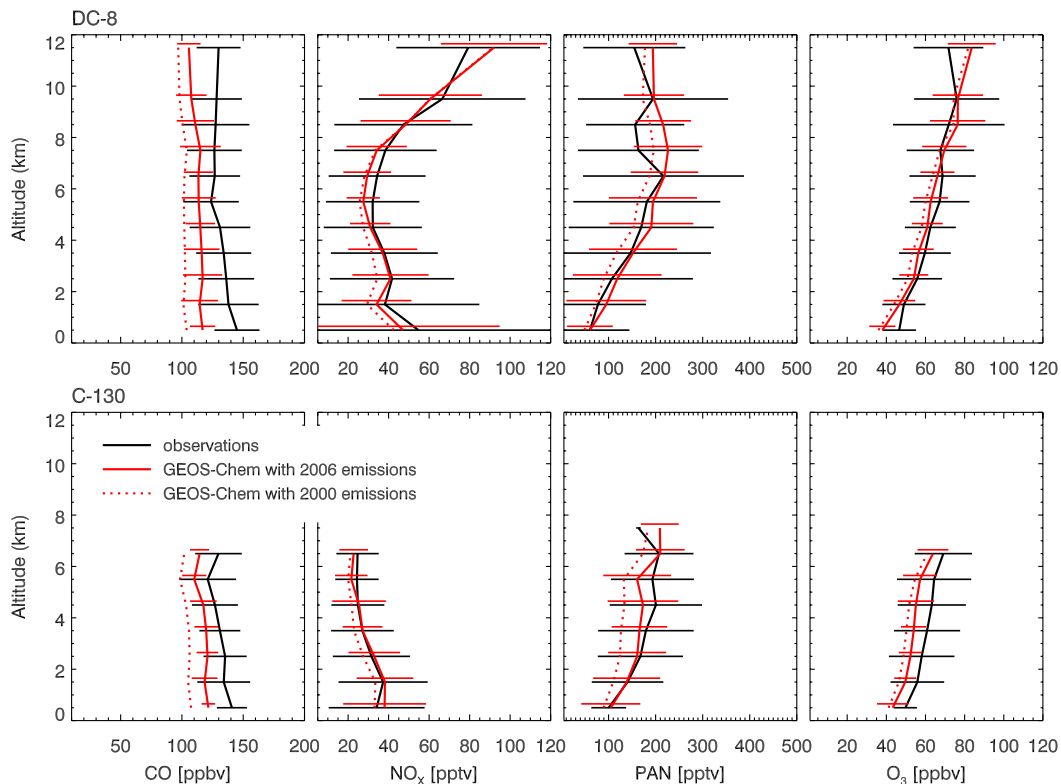 DC-8
Altitude (km)
12
10
8
6
4
2
0
50 100 150 200
20 40 60 80 100 120
100 200 300 400 500
20 40 60 80 100 120
C-130
observations
GEOS-Chem with 2006 emissions
GEOS-Chem with 2000 emissions
Altitude (km)
12
10
8
6
4
2
0
50 100 150 200
20 40 60 80 100 120
100 200 300 400 500
20 40 60 80 100 120
CO [ppbv] NOX [pptv] PAN [pptv] O3 [ppbv]